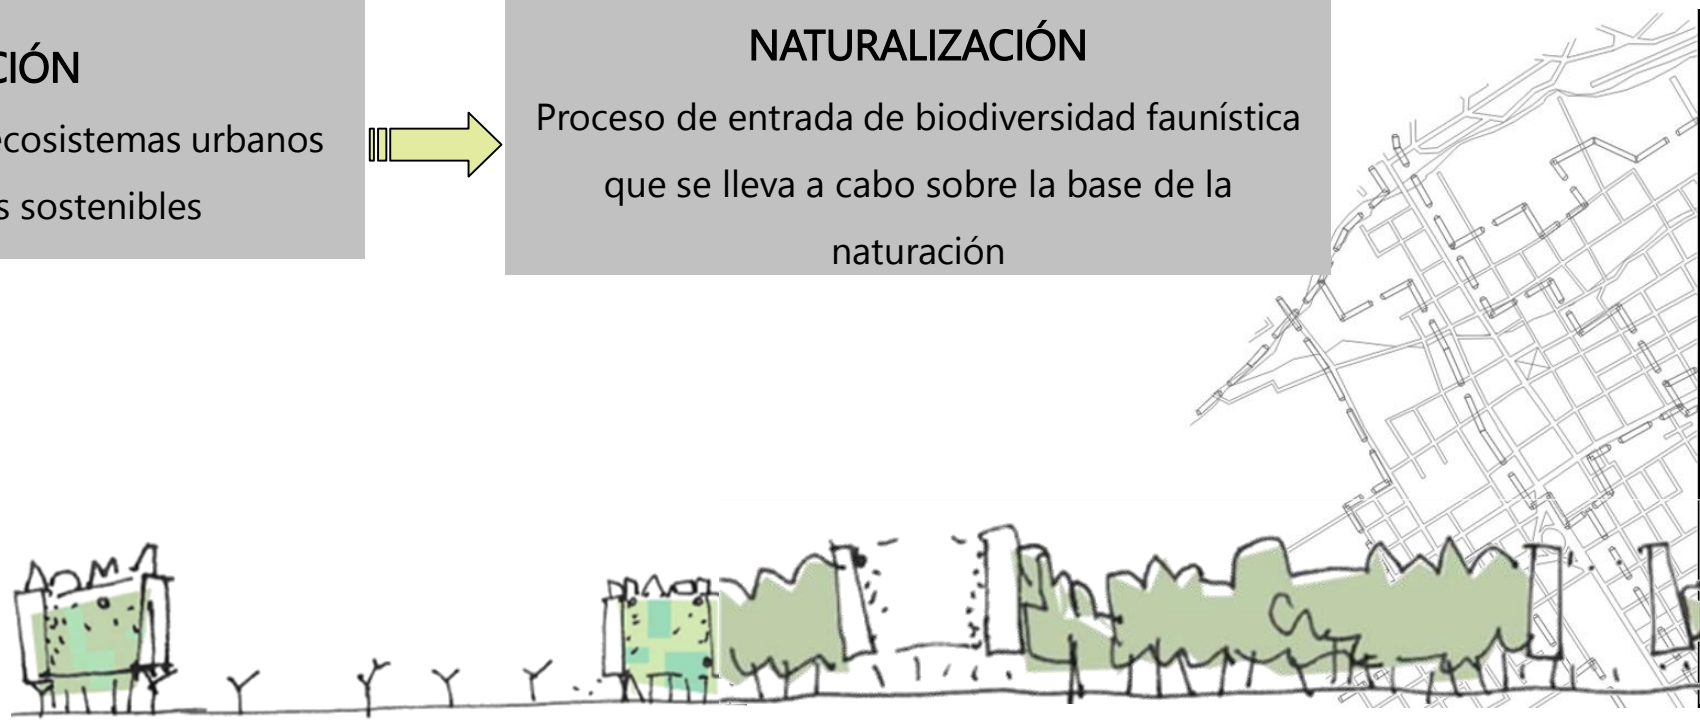 CIÓN
ecosistemas urbanos
s sostenibles
NATURALIZACIÓN
Proceso de entrada de biodiversidad faunística
que se lleva a cabo sobre la base de la
naturación